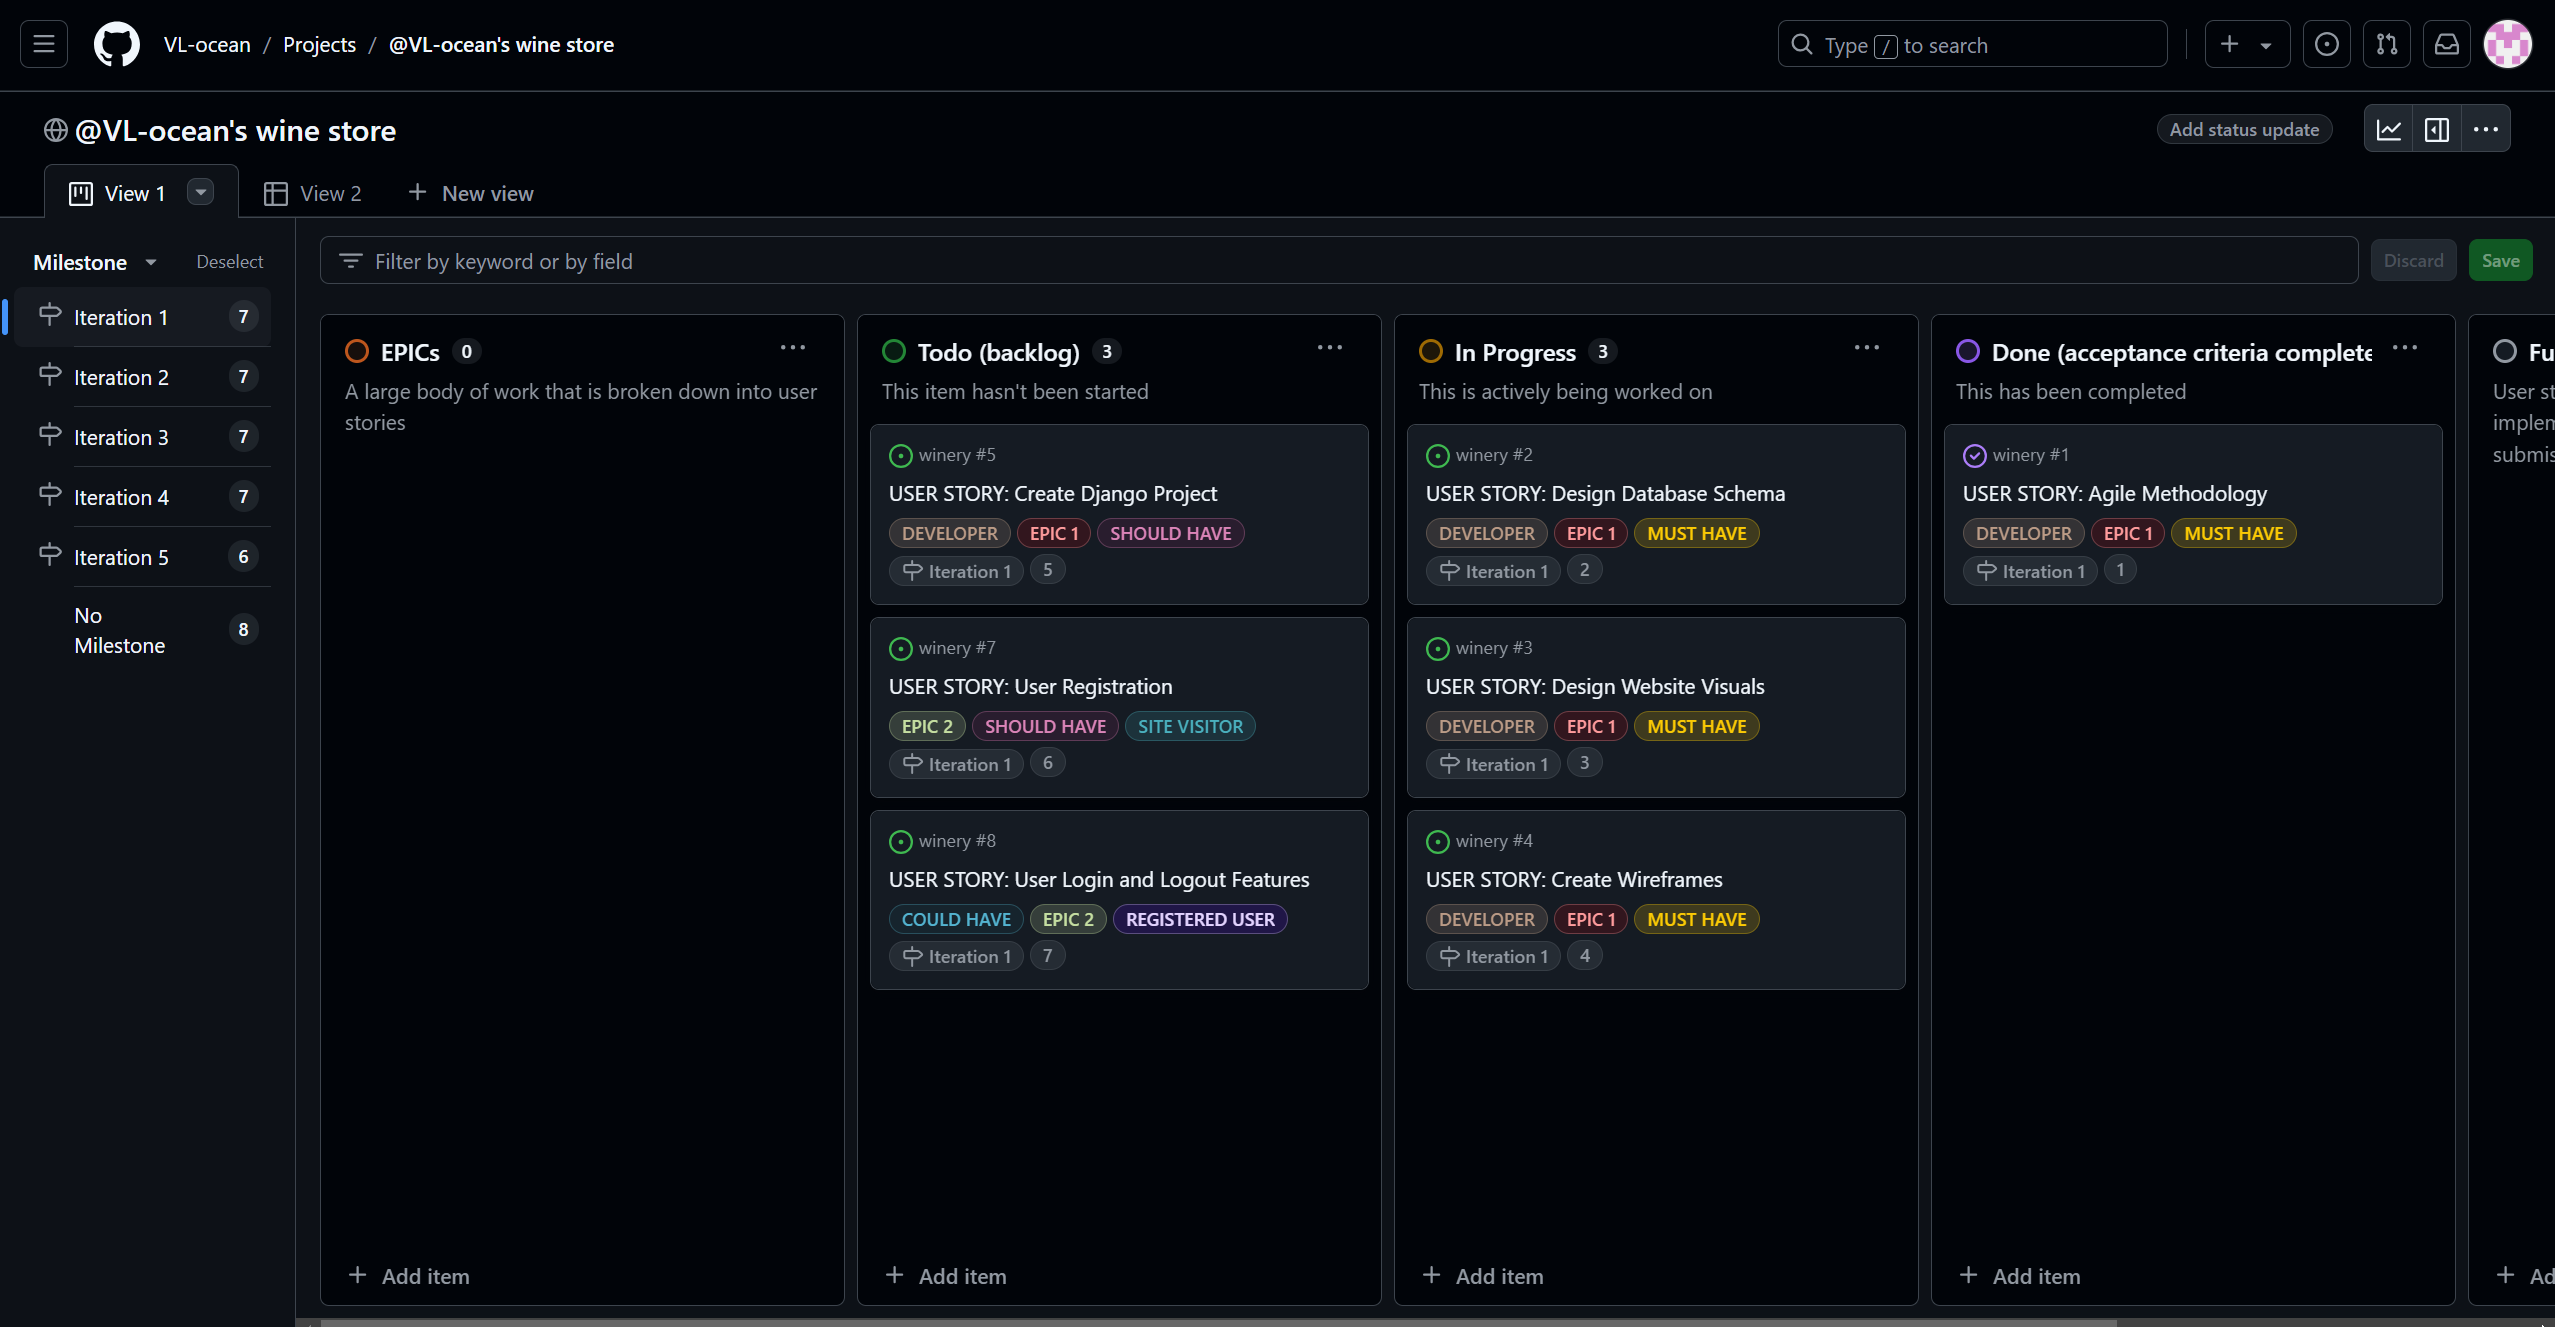 VL-ocean / Projects / @VL-ocean's wine store
Type / to search
@VL-ocean's wine store
Add status update
View 1
View 2
New view
Milestone
Deselect
Iteration 1 7
Iteration 2 7
Iteration 3 7
Iteration 4 7
Iteration 5 6
No
Milestone
8
Filter by keyword or by field
Discard
Save
EPICs 0
A large body of work that is broken down into user
stories
Add item
Todo (backlog) 3
This item hasn't been started
winery #5
USER STORY: Create Django Project
DEVELOPER EPIC 1 SHOULD HAVE
Iteration 1 5
winery #7
USER STORY: User Registration
EPIC 2 SHOULD HAVE SITE VISITOR
Iteration 1 6
winery #8
USER STORY: User Login and Logout Features
COULD HAVE EPIC 2 REGISTERED USER
Iteration 1 7
Add item
In Progress 3
This is actively being worked on
winery #2
USER STORY: Design Database Schema
DEVELOPER EPIC 1 MUST HAVE
Iteration 1 2
winery #3
USER STORY: Design Website Visuals
DEVELOPER EPIC 1 MUST HAVE
Iteration 1 3
winery #4
USER STORY: Create Wireframes
DEVELOPER EPIC 1 MUST HAVE
Iteration 1 4
Add item
Done (acceptance criteria complete
This has been completed
winery #1
USER STORY: Agile Methodology
DEVELOPER EPIC 1 MUST HAVE
Iteration 1 1
Add item
Fu
User st
implem
submis
Ad